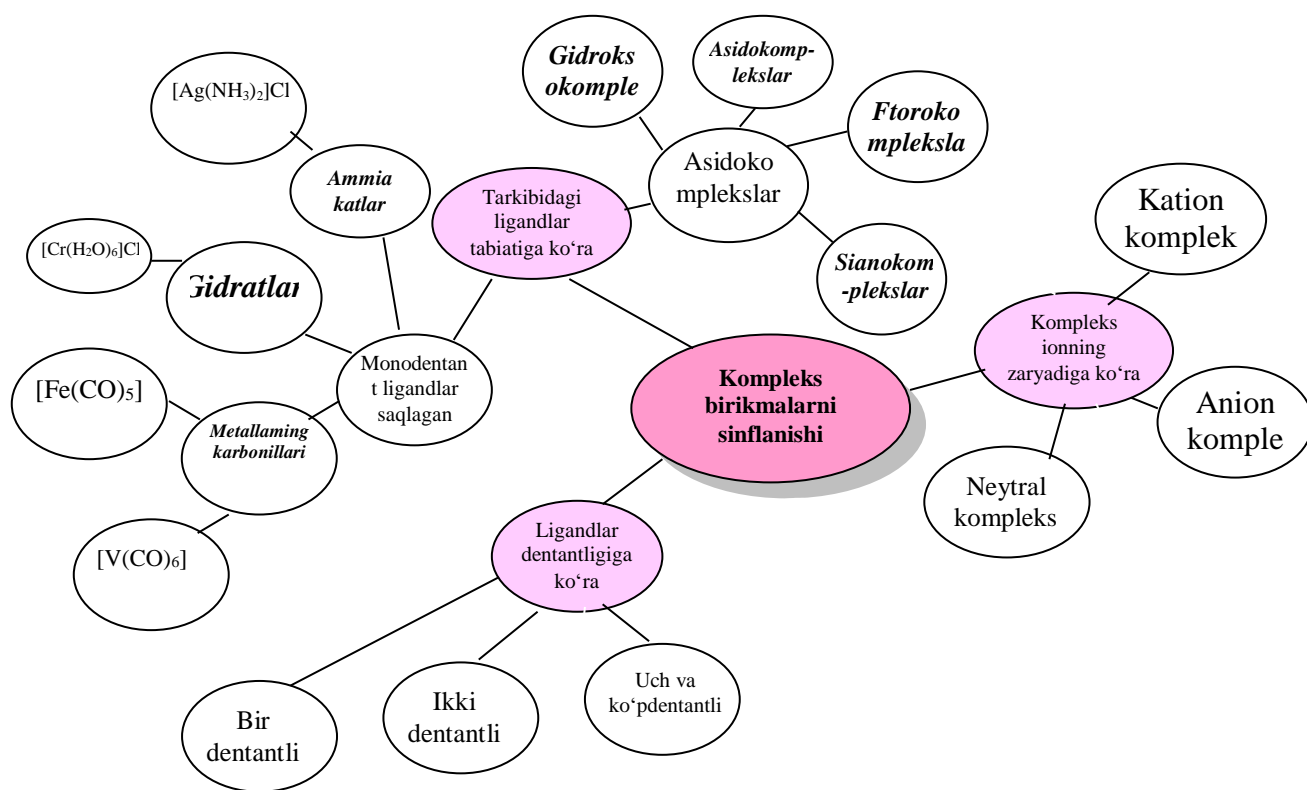 Gidroks
okomple
Asidokomp-
lekslar
Ftoroko
mpleksla
Sianokom
-plekslar
Asidoko
mplekslar
[Ag(NH₃)₂]Cl
Ammia
katlar
[Cr(H₂O)₆]Cl
Gidratlar
[Fe(CO)₅]
Metallaming
karbonillari
[V(CO)₆]
Monodentan
t ligandlar
saqlagan
Tarkibidagi
ligandlar
tabiatiga ko‘ra
Kompleks
birikmalarni
sinflanishi
Kation
komplek
Kompleks
ionning
zaryadiga ko‘ra
Anion
komple
Neytral
kompleks
Ligandlar
dentantligiga
ko‘ra
Bir
dentantli
Ikki
dentantli
Uch va
ko‘pdentantli